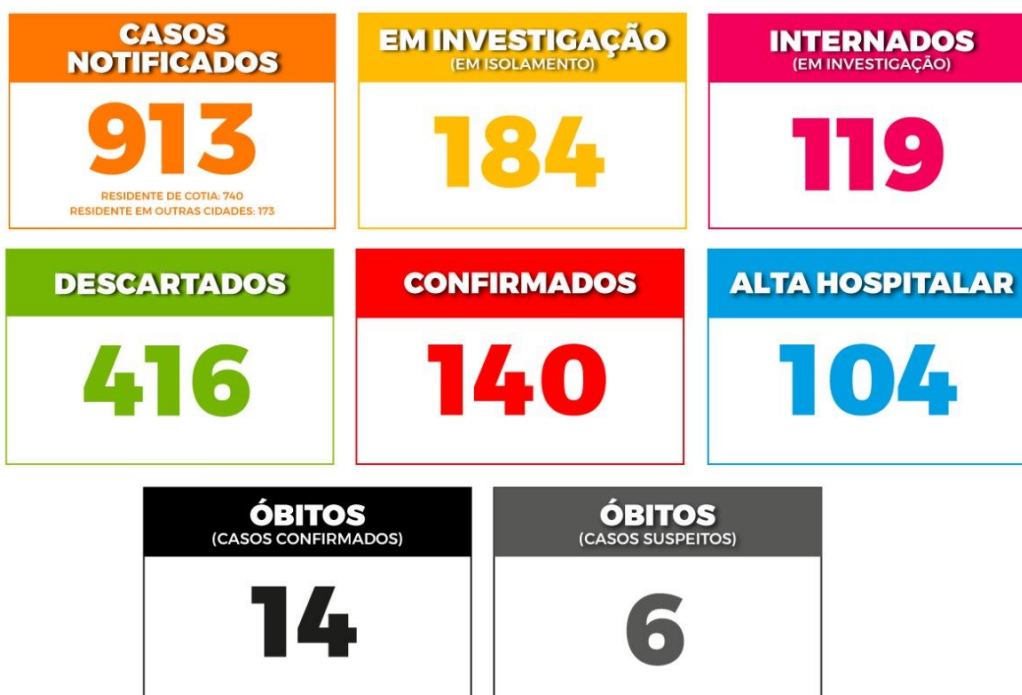 CASOS
NOTIFICADOS
913
RESIDENTE DE COTIA: 740
RESIDENTE EM OUTRAS CIDADES: 173
EM INVESTIGAÇÃO
(EM ISOLAMENTO)
184
INTERNADOS
(EM INVESTIGAÇÃO)
119
DESCARTADOS
416
CONFIRMADOS
140
ALTA HOSPITALAR
104
ÓBITOS
(CASOS CONFIRMADOS)
14
ÓBITOS
(CASOS SUSPEITOS)
6